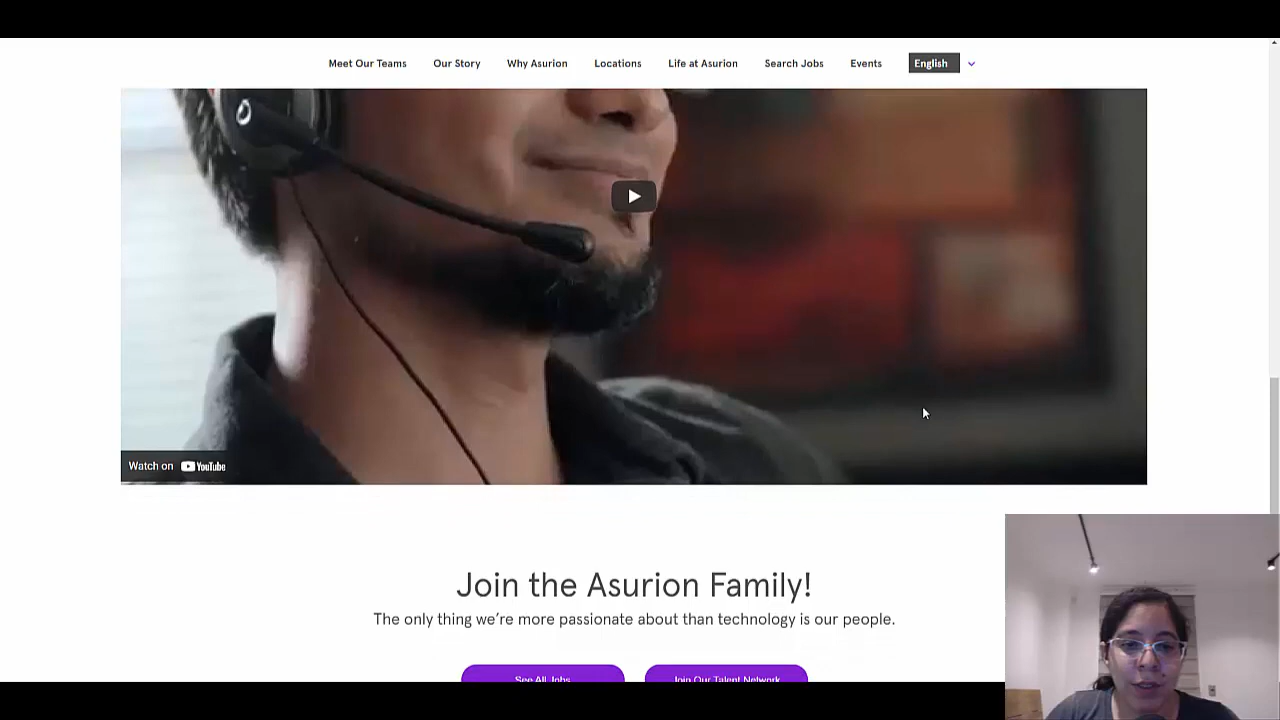 Meet Our Teams Our Story Why Asurion Locations Life at Asurion Search Jobs Events English
Watch on YouTube
Join the Asurion Family!
The only thing we’re more passionate about than technology is our people.
See All Jobs Join Our Talent Network